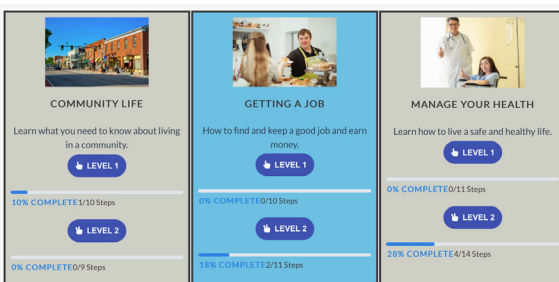 COMMUNITY LIFE
Learn what you need to know about living
in a community.
LEVEL 1
10% COMPLETE1/10 Steps
LEVEL 2
0% COMPLETE0/9 Steps
GETTING A JOB
How to find and keep a good job and earn
money.
LEVEL 1
0% COMPLETE0/10 Steps
LEVEL 2
18% COMPLETE2/11 Steps
MANAGE YOUR HEALTH
Learn how to live a safe and healthy life.
LEVEL 1
0% COMPLETE0/11 Steps
LEVEL 2
28% COMPLETE4/14 Steps